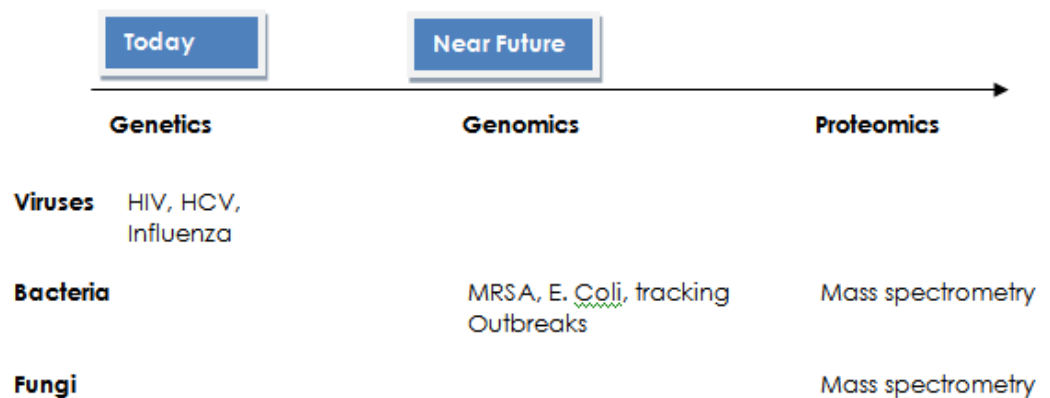 Today Near Future
Genetics Genomics Proteomics
Viruses HIV, HCV,
Influenza
Bacteria MRSA, E. Coli, tracking Mass spectrometry
Outbreaks
Fungi Mass spectrometry